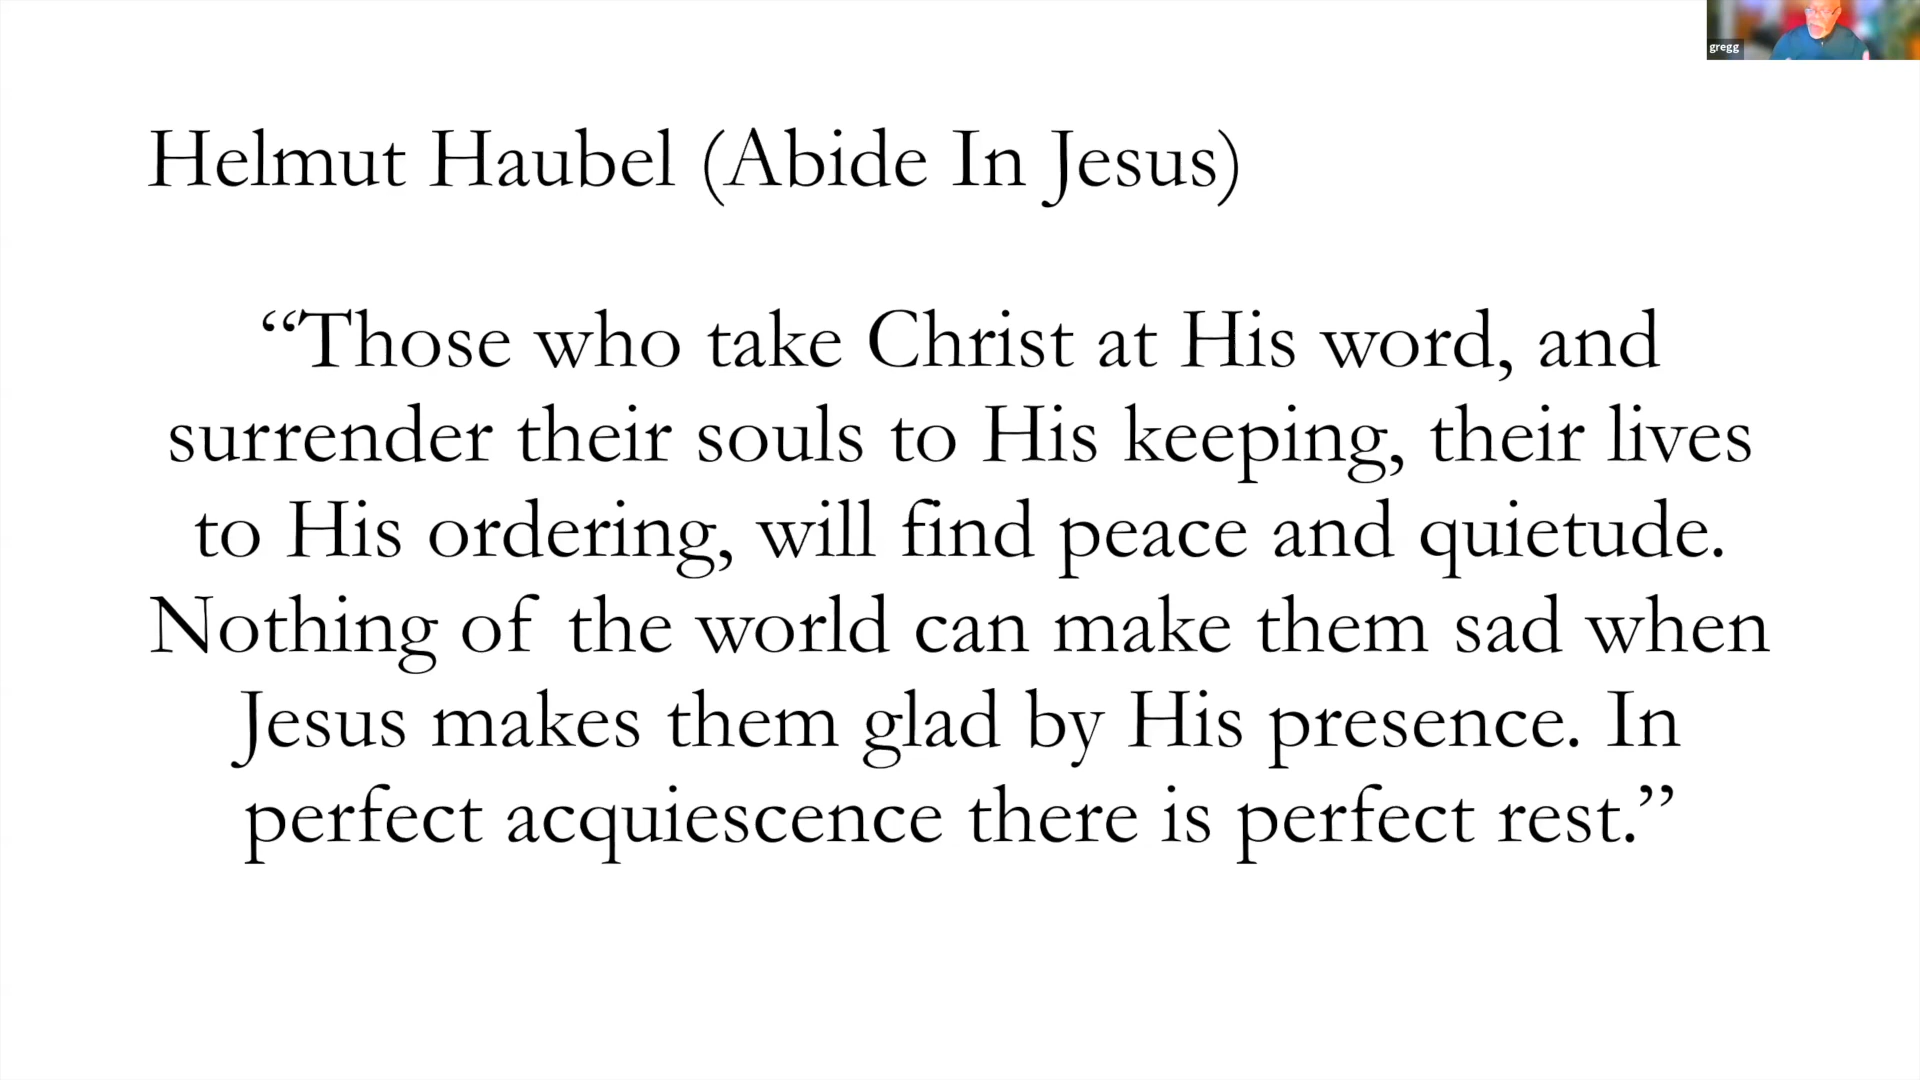 gregg
Helmut Haubel (Abide In Jesus)
“Those who take Christ at His word, and
surrender their souls to His keeping, their lives
to His ordering, will find peace and quietude.
Nothing of the world can make them sad when
Jesus makes them glad by His presence. In
perfect acquiescence there is perfect rest.”